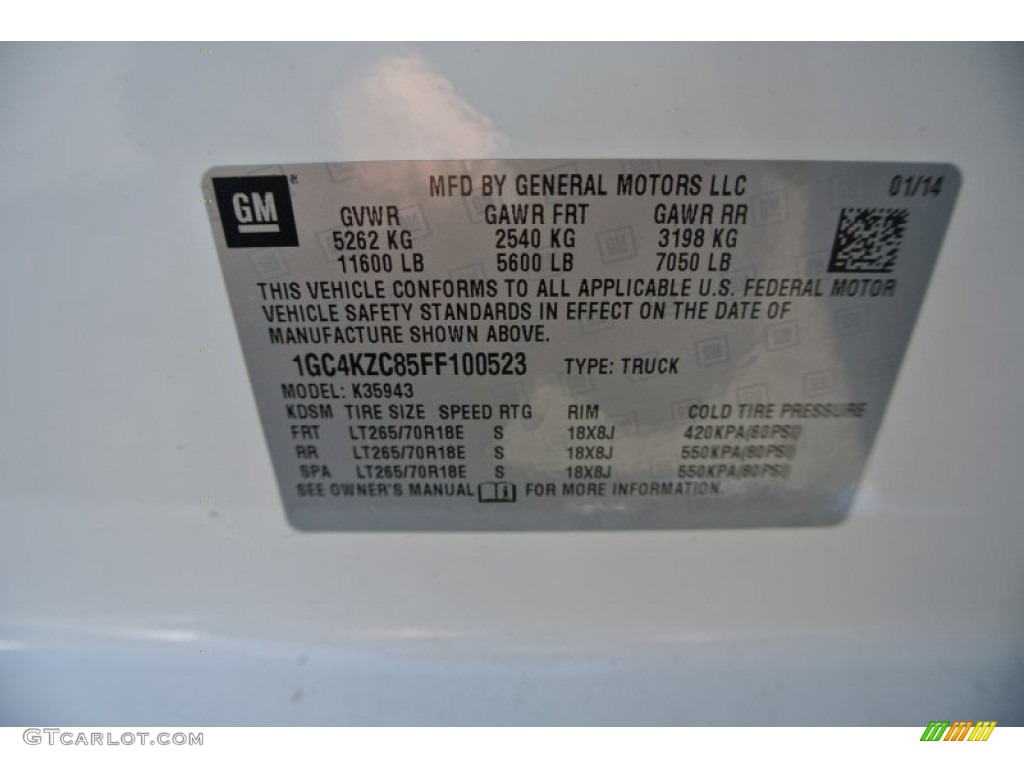 GM
MFD BY GENERAL MOTORS LLC 01/14
GVWR GAWR FRT GAWR RR
5262 KG 2540 KG 3198 KG
11600 LB 5600 LB 7050 LB
THIS VEHICLE CONFORMS TO ALL APPLICABLE U.S. FEDERAL MOTOR
VEHICLE SAFETY STANDARDS IN EFFECT ON THE DATE OF
MANUFACTURE SHOWN ABOVE.
1GC4KZC85FF100523 TYPE: TRUCK
MODEL: K35943
KDSM TIRE SIZE SPEED RTG RIM COLD TIRE PRESSURE
FRT LT265/70R18E S 18X8J 420KPA(60PSI)
RR LT265/70R18E S 18X8J 550KPA(80PSI)
SPA LT265/70R18E S 18X8J 550KPA(80PSI)
SEE OWNER'S MANUAL FOR MORE INFORMATION.
GTCarLot.com